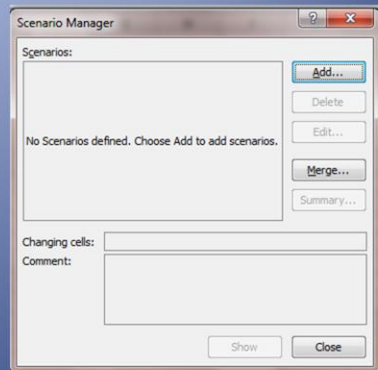 Scenario Manager
?
X
Scenarios:
Add...
No Scenarios defined. Choose Add to add scenarios.
Delete
Edit...
Merge...
Summary...
Changing cells:
Comment:
Show
Close